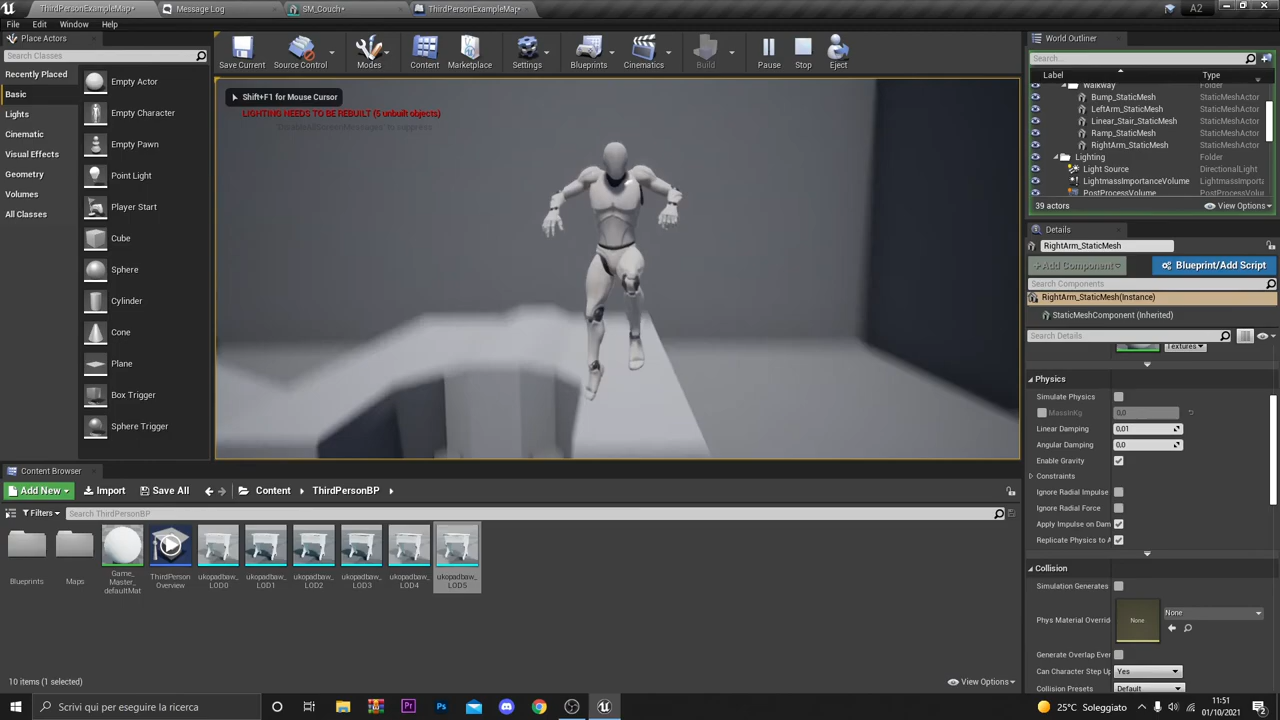 ThirdPersonExampleMap*
Message Log
SM_Couch*
ThirdPersonExampleMap*
A2
File Edit Window Help
Place Actors
Search Classes
Recently Placed
Basic
Lights
Cinematic
Visual Effects
Geometry
Volumes
All Classes
Empty Actor
Empty Character
Empty Pawn
Point Light
Player Start
Cube
Sphere
Cylinder
Cone
Plane
Box Trigger
Sphere Trigger
Save Current
Source Control
Modes
Content
Marketplace
Settings
Blueprints
Cinematics
Build
Pause
Stop
Eject
Shift+F1 for Mouse Cursor
LIGHTING NEEDS TO BE REBUILT (5 unbuilt objects)
'DisableAllScreenMessages' to suppress
World Outliner
Search...
Label Type
Walkway Folder
Bump_StaticMesh StaticMeshActor
LeftArm_StaticMesh StaticMeshActor
Linear_Stair_StaticMesh StaticMeshActor
Ramp_StaticMesh StaticMeshActor
RightArm_StaticMesh StaticMeshActor
Lighting Folder
Light Source DirectionalLight
LightmassImportanceVolume LightmassImporta
PostProcessVolume PostProcessVolum
39 actors
View Options
Details
RightArm_StaticMesh
+Add Component
Blueprint/Add Script
Search Components
RightArm_StaticMesh(Instance)
StaticMeshComponent (Inherited)
Search Details
Textures
Physics
Simulate Physics
MassInKg 0,0
Linear Damping 0,01
Angular Damping 0,0
Enable Gravity
Constraints
Ignore Radial Impulse
Ignore Radial Force
Apply Impulse on Dam
Replicate Physics to A
Collision
Simulation Generates
Phys Material Overrid None None
Generate Overlap Ever
Can Character Step Up Yes
Collision Presets Default
Content Browser
Add New Import Save All Content ThirdPersonBP
Filters Search ThirdPersonBP
Blueprints
Maps
Game_Master_defaultMat
ThirdPersonOverview
ukopadbaw_LOD0
ukopadbaw_LOD1
ukopadbaw_LOD2
ukopadbaw_LOD3
ukopadbaw_LOD4
ukopadbaw_LOD5
10 items (1 selected)
View Options
Scrivi qui per eseguire la ricerca
25°C Soleggiato
11:51
01/10/2021